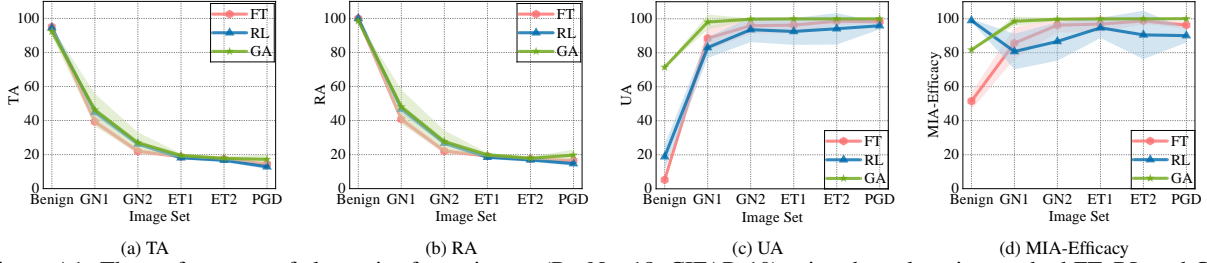 100
80
60
40
20
0
TA
FT
RL
GA
Benign GN1 GN2 ET1 ET2 PGD
Image Set
(a) TA
100
80
60
40
20
0
RA
FT
RL
GA
Benign GN1 GN2 ET1 ET2 PGD
Image Set
(b) RA
100
80
60
40
20
0
UA
FT
RL
GA
Benign GN1 GN2 ET1 ET2 PGD
Image Set
(c) UA
100
80
60
40
20
0
MIA-Efficacy
FT
RL
GA
Benign GN1 GN2 ET1 ET2 PGD
Image Set
(d) MIA-Efficacy